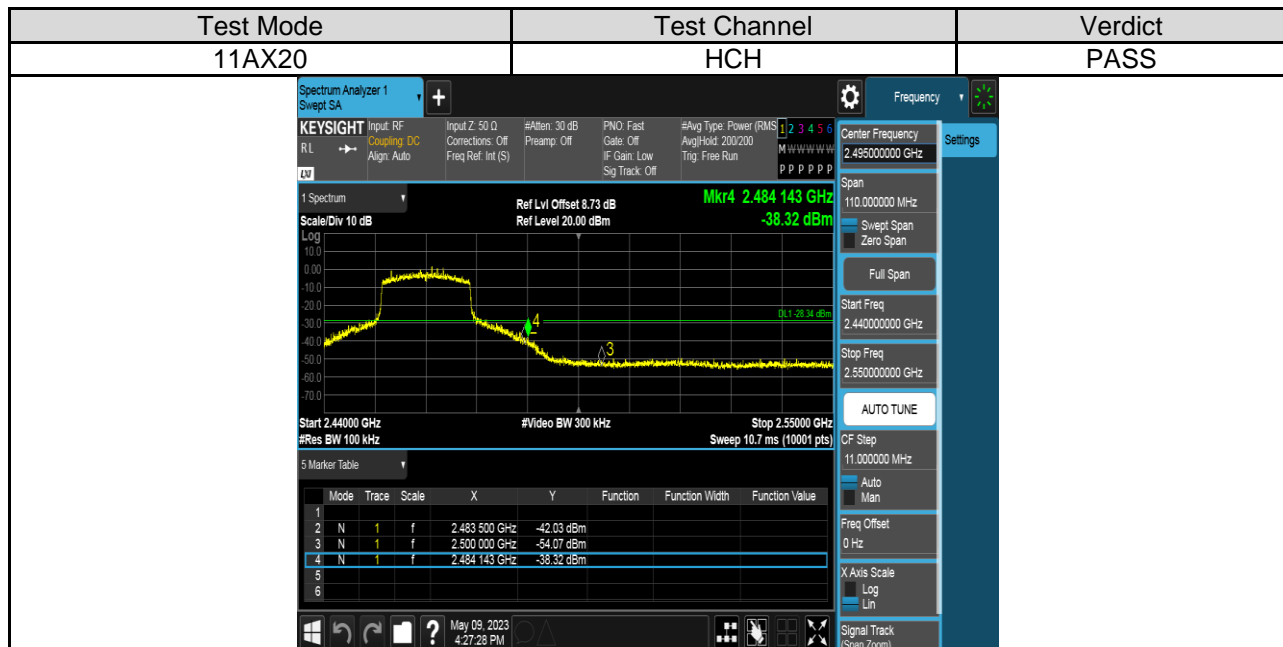 Test Mode Test Channel Verdict
11AX20 HCH PASS
Spectrum Analyzer 1
Swept SA
+
Frequency
KEYSIGHT Input: RF Input Z: 50 Ω #Atten: 30 dB PNO: Fast #Avg Type: Power (RMS 1 2 3 4 5 6
RL Coupling: DC Corrections: Off Preamp: Off Gate: Off Avg|Hold: 200/200 M W W W W W
Align: Auto Freq Ref: Int (S) IF Gain: Low Trig: Free Run
LXI Sig Track: Off P P P P P P
Center Frequency
2.495000000 GHz
Settings
Span
110.000000 MHz
Swept Span
Zero Span
Full Span
Start Freq
2.440000000 GHz
Stop Freq
2.550000000 GHz
AUTO TUNE
CF Step
11.000000 MHz
Auto
Man
Freq Offset
0 Hz
X Axis Scale
Log
Lin
Signal Track
(Span Zoom)
1 Spectrum
Ref Lvl Offset 8.73 dB Mkr4 2.484 143 GHz
Scale/Div 10 dB Ref Level 20.00 dBm -38.32 dBm
Log
10.0
0.00
-10.0
-20.0
-30.0
-40.0
-50.0
-60.0
-70.0
DL1 -28.34 dBm
4
3
Start 2.44000 GHz #Video BW 300 kHz Stop 2.55000 GHz
#Res BW 100 kHz Sweep 10.7 ms (10001 pts)
5 Marker Table
Mode Trace Scale X Y Function Function Width Function Value
1
2 N 1 f 2.483 500 GHz -42.03 dBm
3 N 1 f 2.500 000 GHz -54.07 dBm
4 N 1 f 2.484 143 GHz -38.32 dBm
5
6
? May 09, 2023
4:27:28 PM